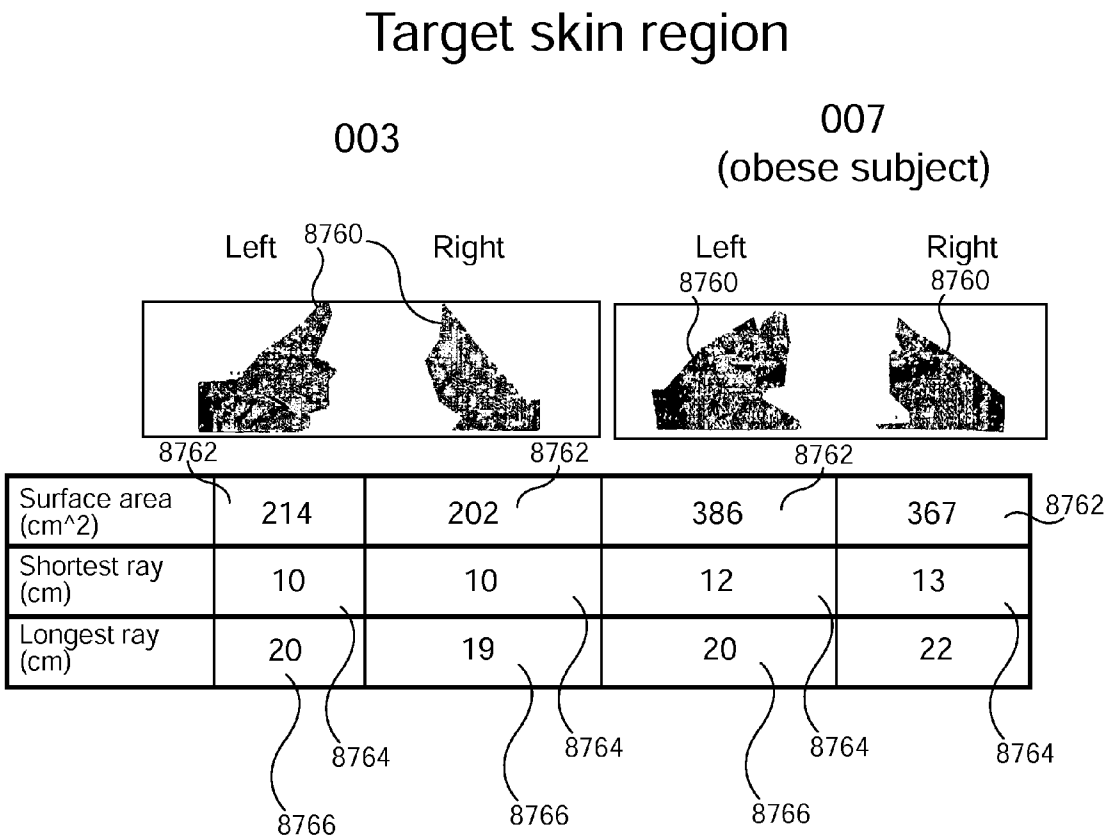 Target skin region
003
007
(obese subject)
Left 8760 Right
Left Right
8760 8760
8762 8762 8762
Surface area
(cm^2) 214 202 386 367 8762
Shortest ray
(cm) 10 10 12 13
Longest ray
(cm) 20 19 20 22
8764 8764 8764 8764
8766 8766 8766